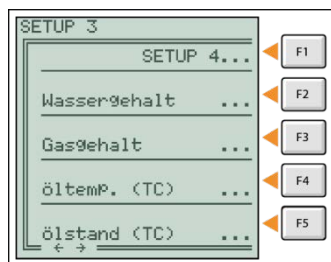 SETUP 3
SETUP 4... F1
Wassergehalt ... F2
Gasgehalt ... F3
öltemp. (TC) ... F4
ölstand (TC) ... F5
← →